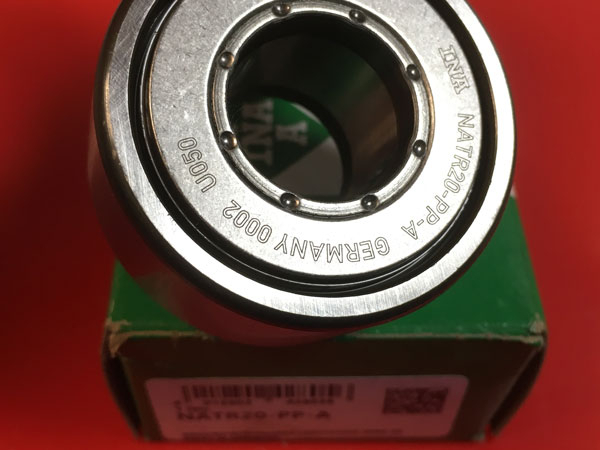 INA NATR20-PP-A GERMANY 0002 U050
INA
NATR20-PP-A